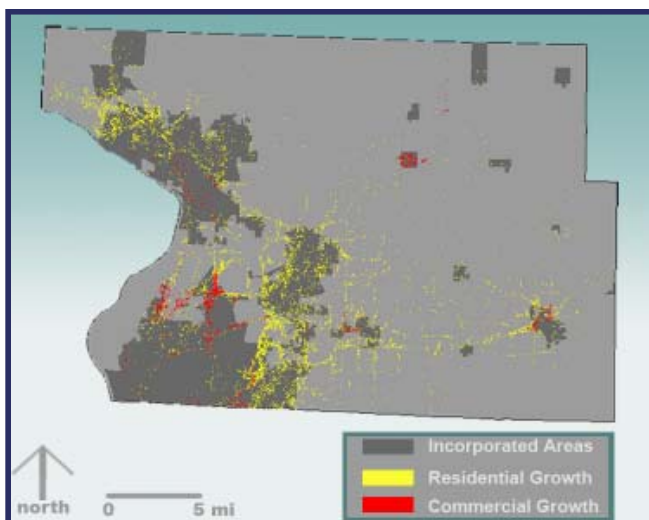 Incorporated Areas
Residential Growth
Commercial Growth
north
0 5 mi